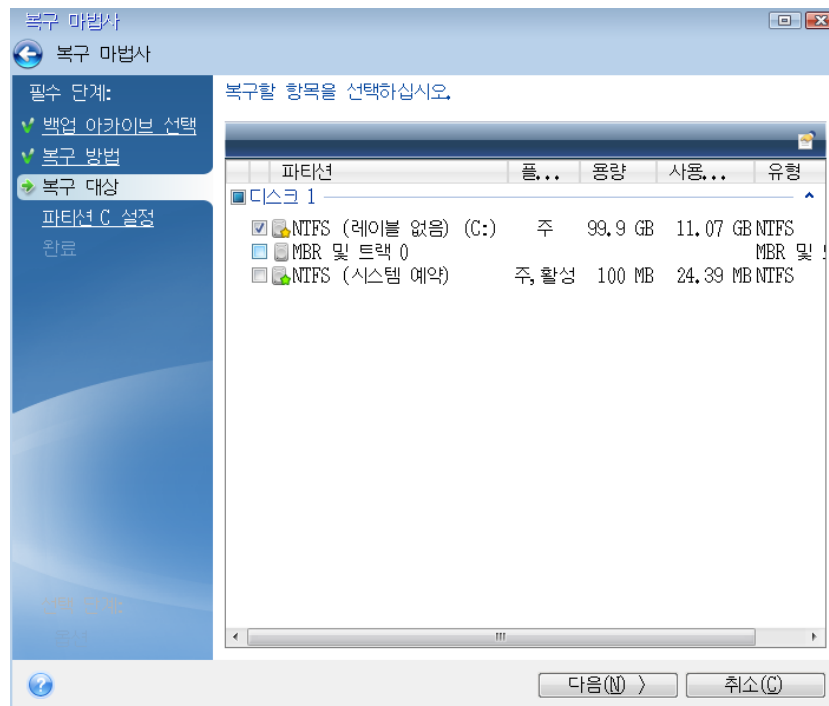 복구 마법사
복구 마법사
필수 단계:
백업 아카이브 선택
복구 방법
복구 대상
파티션 C 설정
완료
복구할 항목을 선택하십시오.
파티션 플... 용량 사용... 유형
디스크 1
NTFS (레이블 없음) (C:) 주 99.9 GB 11.07 GB NTFS
MBR 및 트랙 0 MBR 및
NTFS (시스템 예약) 주,활성 100 MB 24.39 MB NTFS
다음(N) > 취소(C)